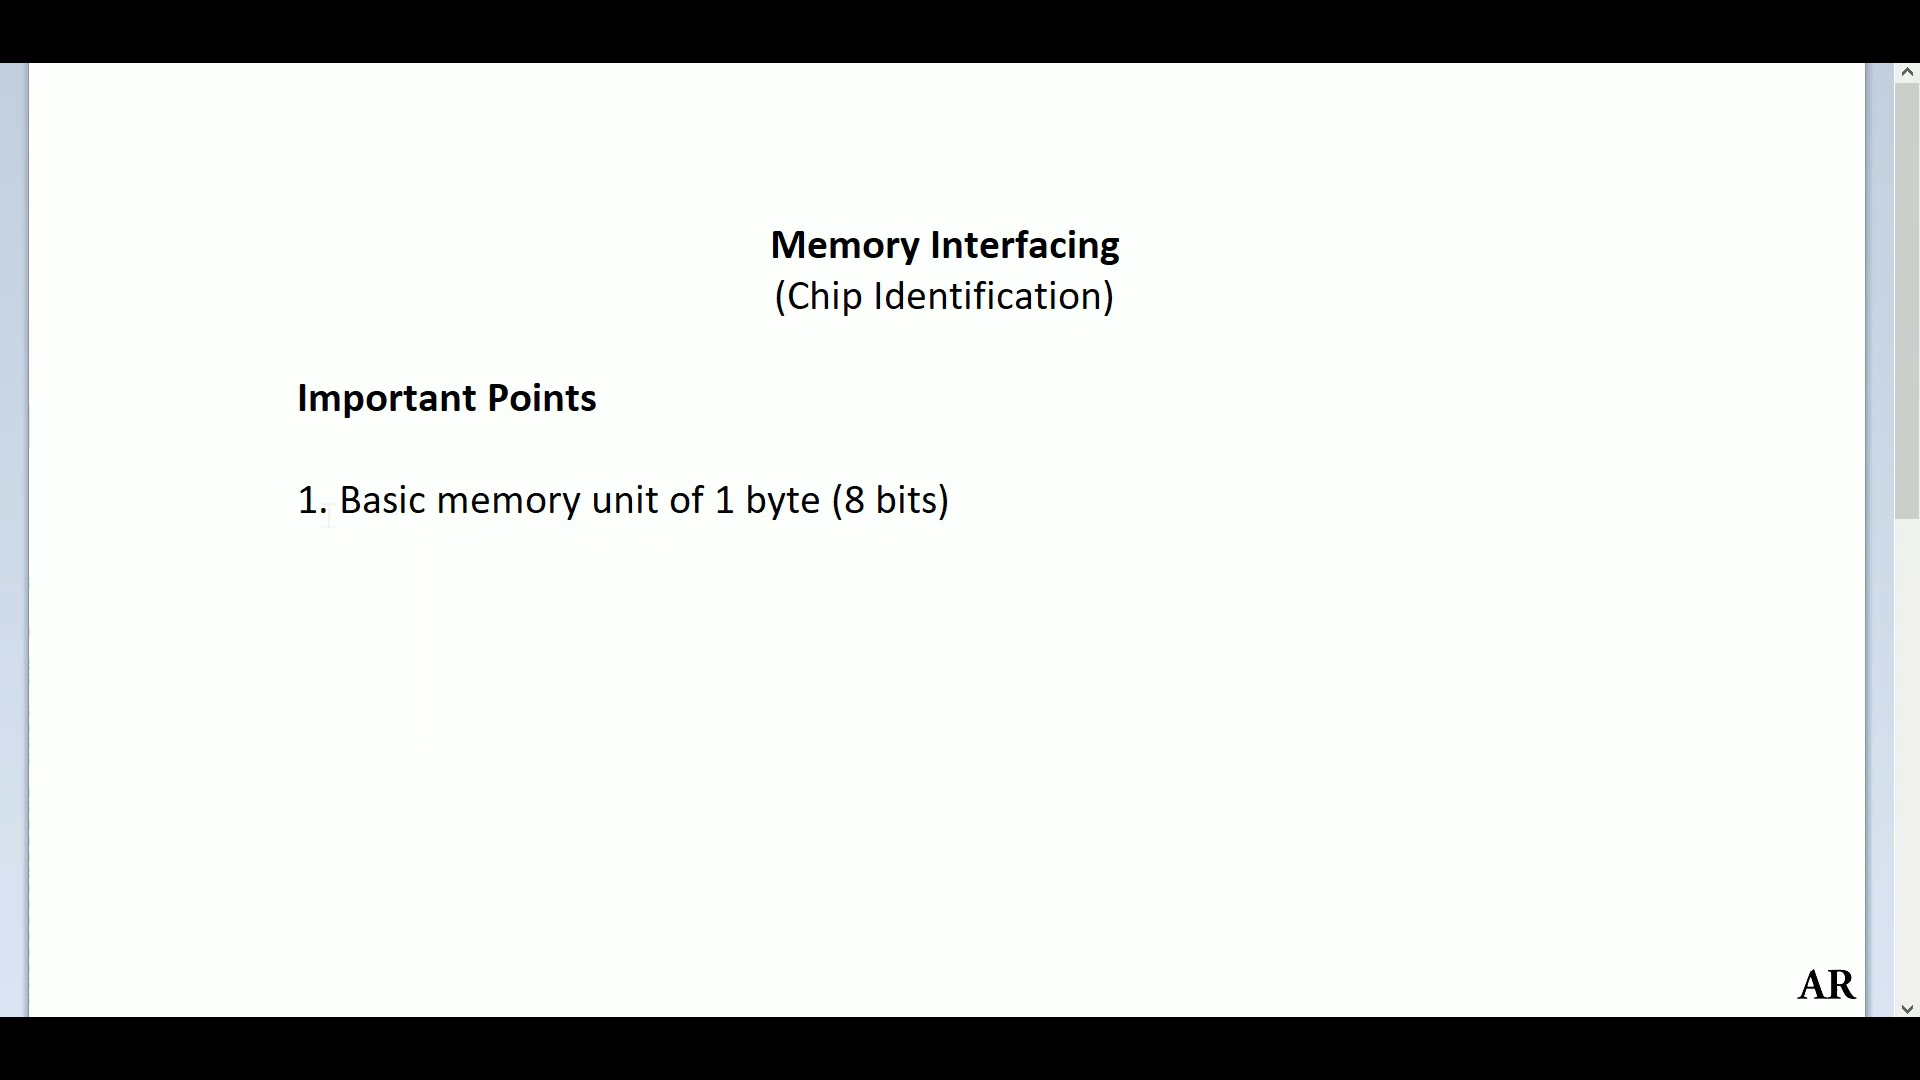 Memory Interfacing
(Chip Identification)
Important Points
1. Basic memory unit of 1 byte (8 bits)
AR